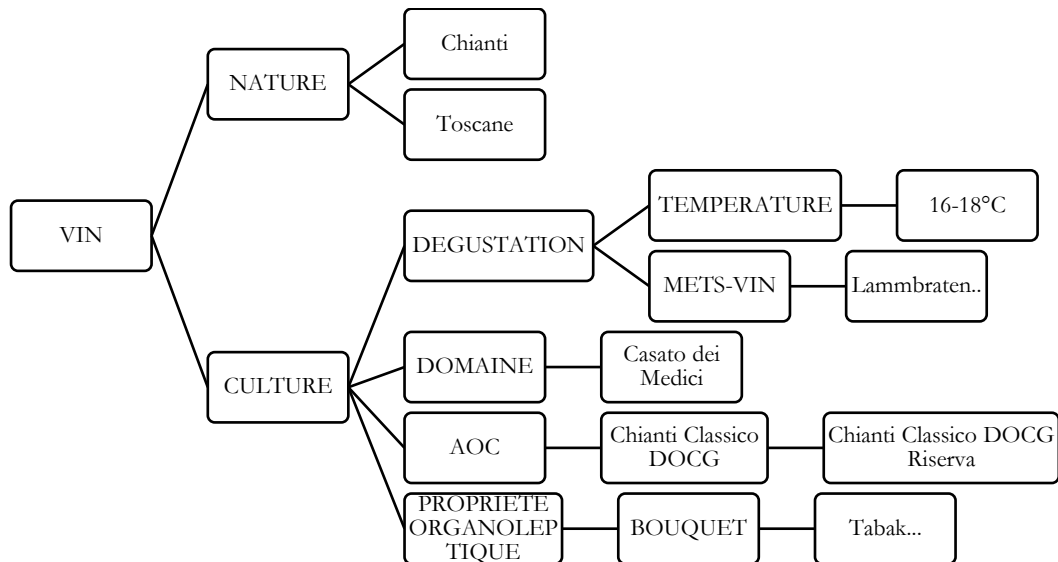 Chianti
NATURE
Toscane
TEMPERATURE
16-18°C
VIN
DEGUSTATION
METS-VIN
Lammbraten..
DOMAINE
Casato dei
Medici
CULTURE
AOC
Chianti Classico
DOCG
Chianti Classico DOCG
Riserva
PROPRIETE
ORGANOLEP
TIQUE
BOUQUET
Tabak...